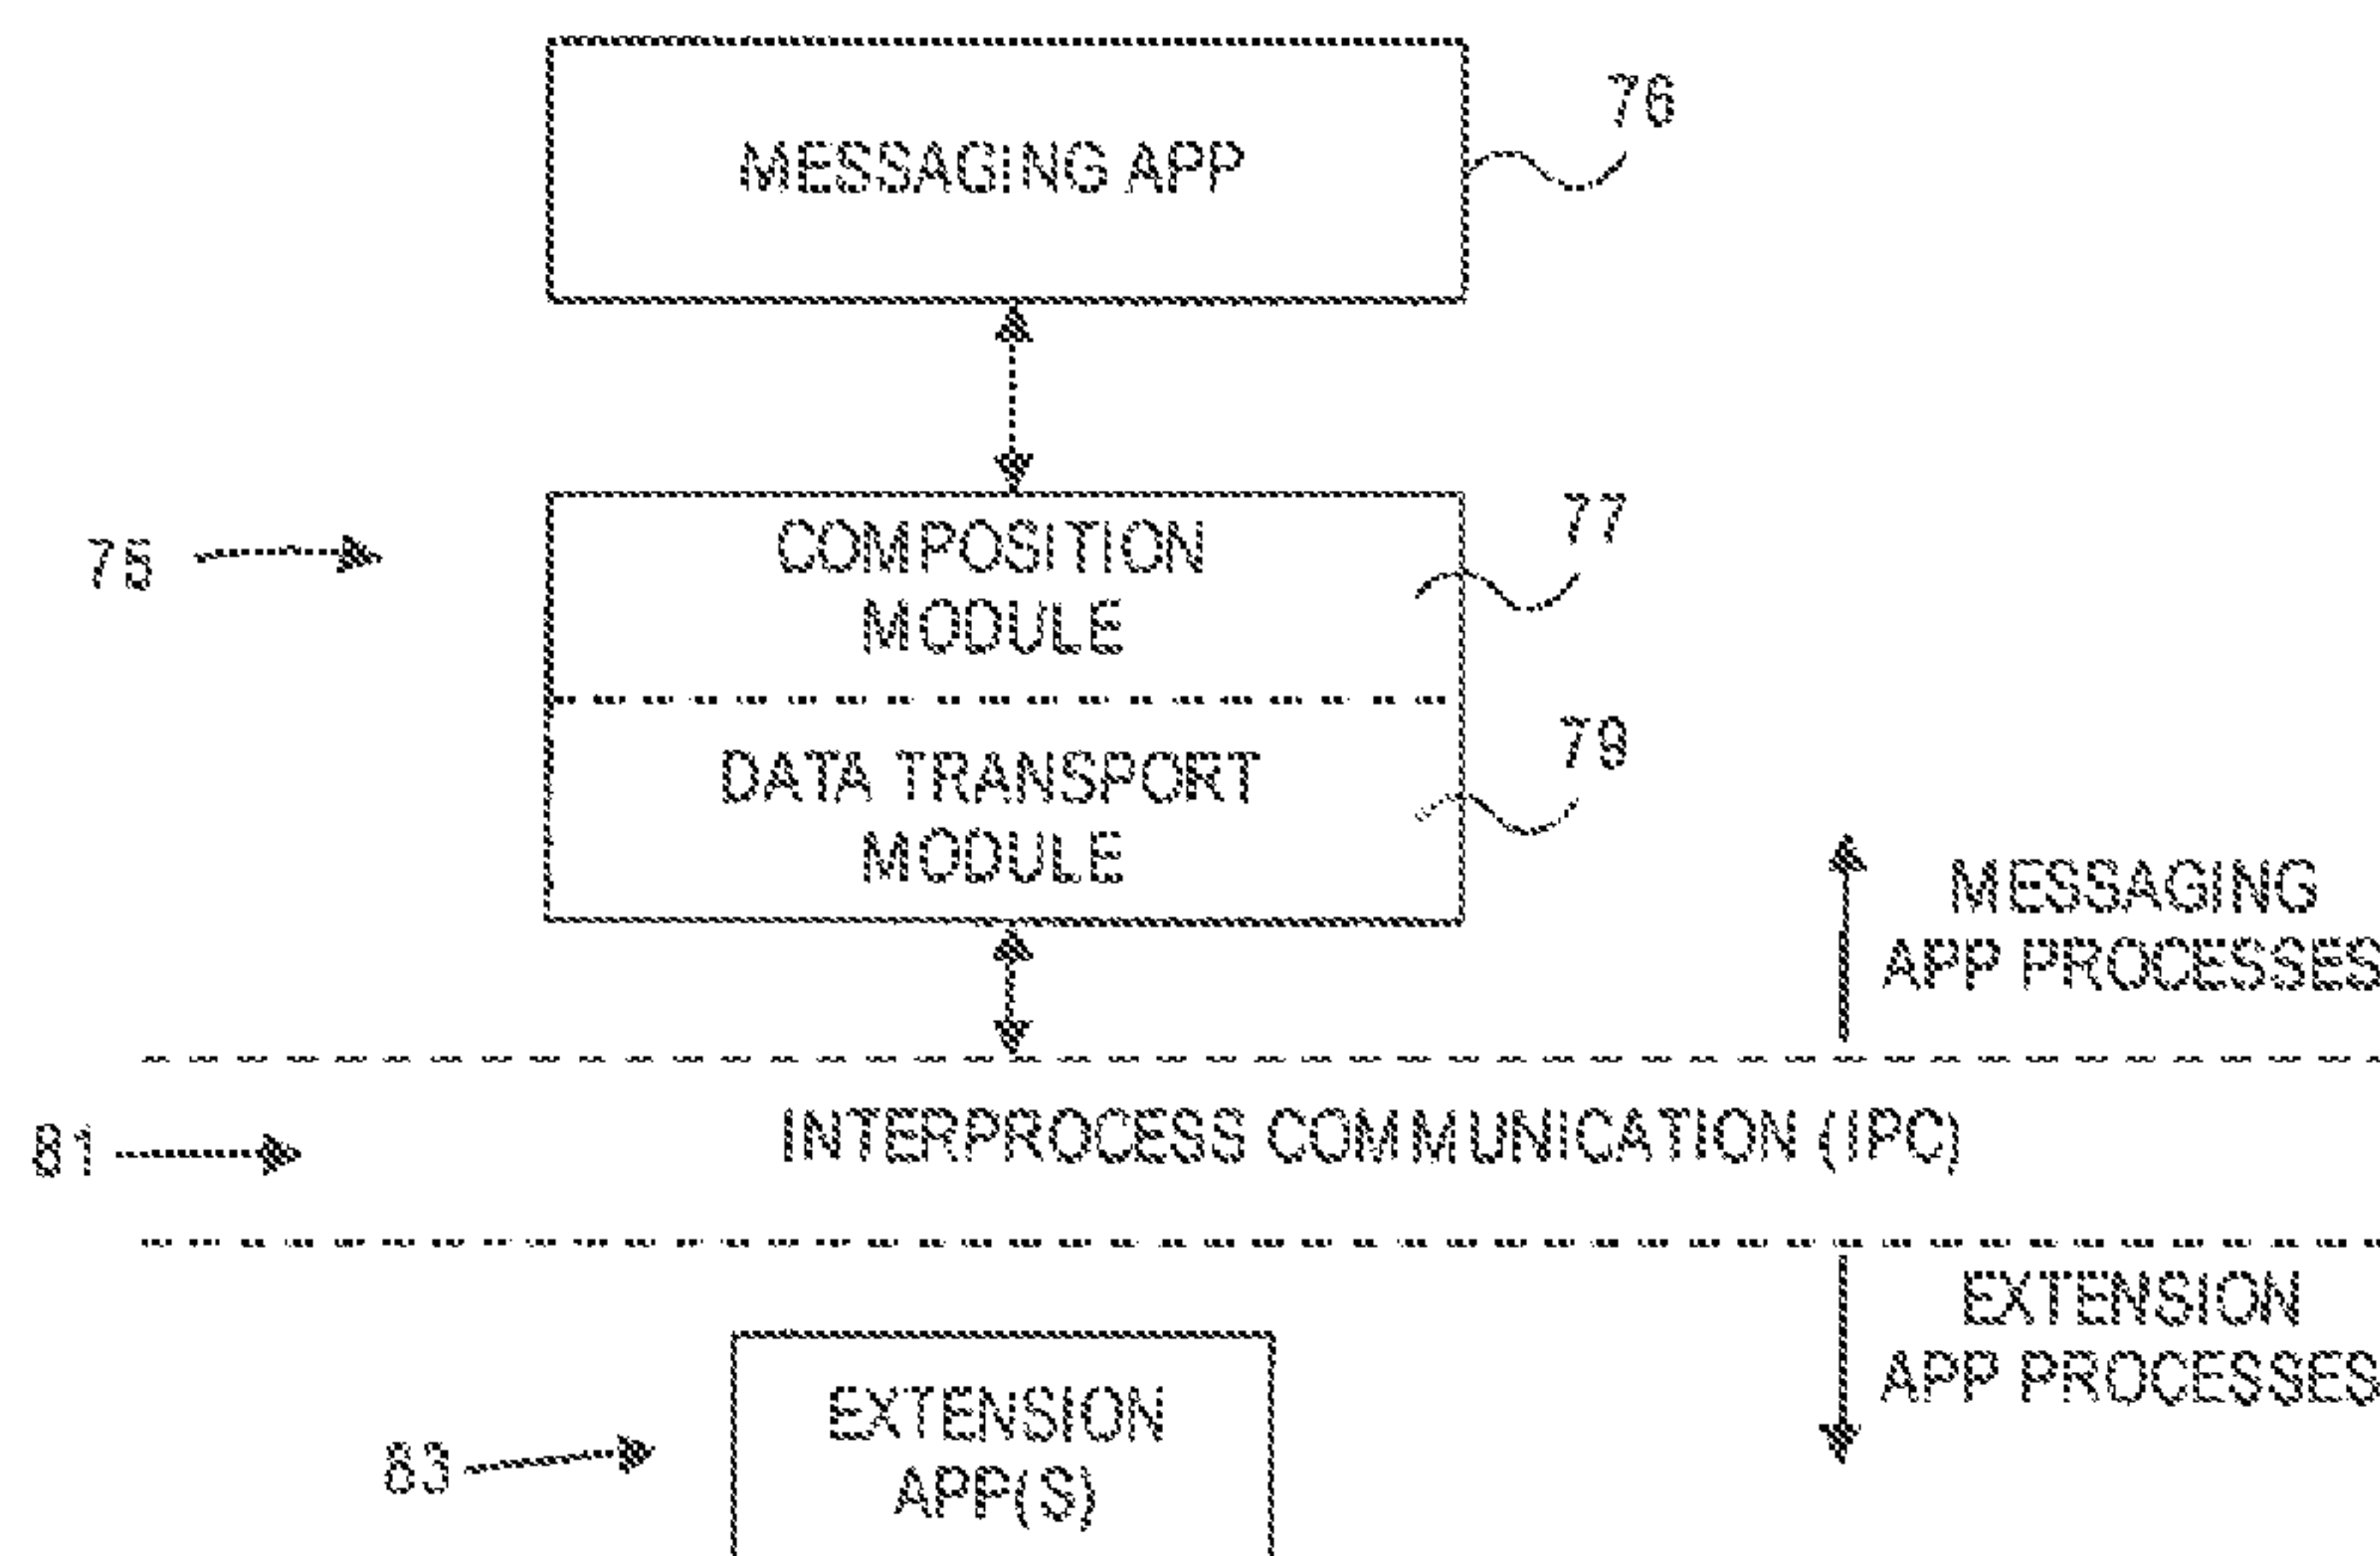 76
MESSAGING APP
77
75
COMPOSITION
MODULE
79
DATA TRANSPORT
MODULE
MESSAGING
APP PROCESSES
81
INTERPROCESS COMMUNICATION (IPC)
EXTENSION
APP PROCESSES
83
EXTENSION
APP(S)